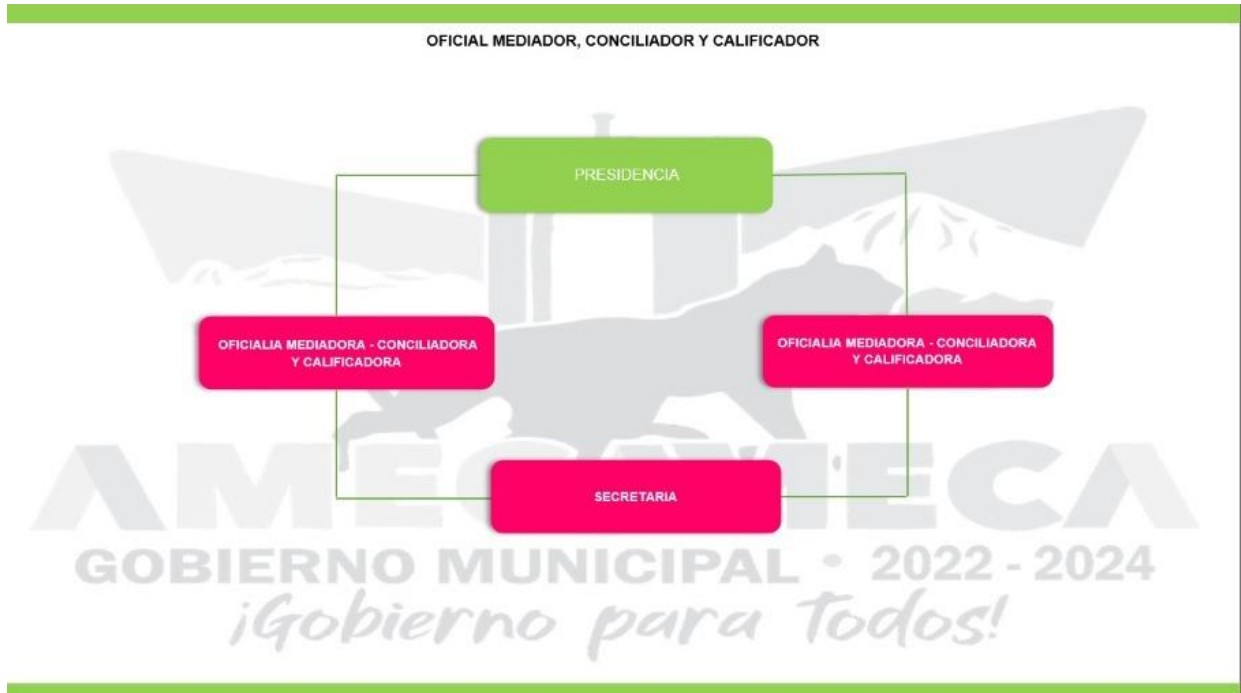 OFICIAL MEDIADOR, CONCILIADOR Y CALIFICADOR
PRESIDENCIA
OFICIALIA MEDIADORA - CONCILIADORA
Y CALIFICADORA
OFICIALIA MEDIADORA - CONCILIADORA
Y CALIFICADORA
SECRETARIA
AMECAMECA
GOBIERNO MUNICIPAL • 2022 - 2024
¡Gobierno para Todos!